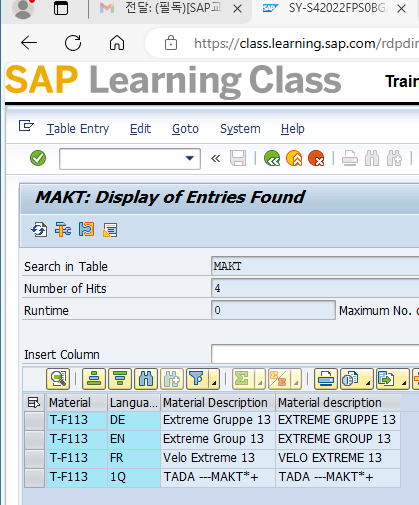 전달: (필독)[SAP교
SY-S42022FPS0BG
https://class.learning.sap.com/rdpdir
SAP Learning Class
Train
Table Entry Edit Goto System Help
MAKT: Display of Entries Found
Search in Table MAKT
Number of Hits 4
Runtime 0 Maximum No. o
Insert Column
Material Langua... Material Description Material description
T-F113 DE Extreme Gruppe 13 EXTREME GRUPPE 13
T-F113 EN Extreme Group 13 EXTREME GROUP 13
T-F113 FR Velo Extreme 13 VELO EXTREME 13
T-F113 1Q TADA ---MAKT*+ TADA ---MAKT*+